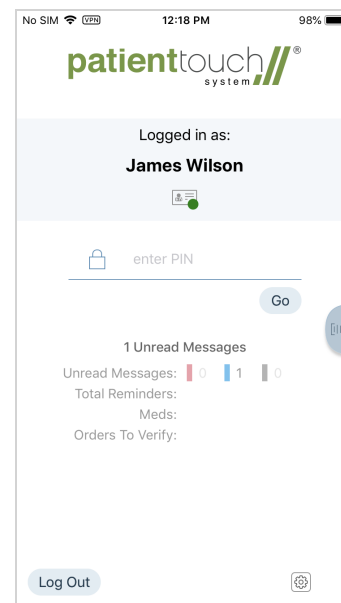 No SIM VPN 12:18 PM 98%
patienttouch®
system
Logged in as:
James Wilson
enter PIN
Go
1 Unread Messages
Unread Messages: 0 1 0
Total Reminders:
Meds:
Orders To Verify:
Log Out